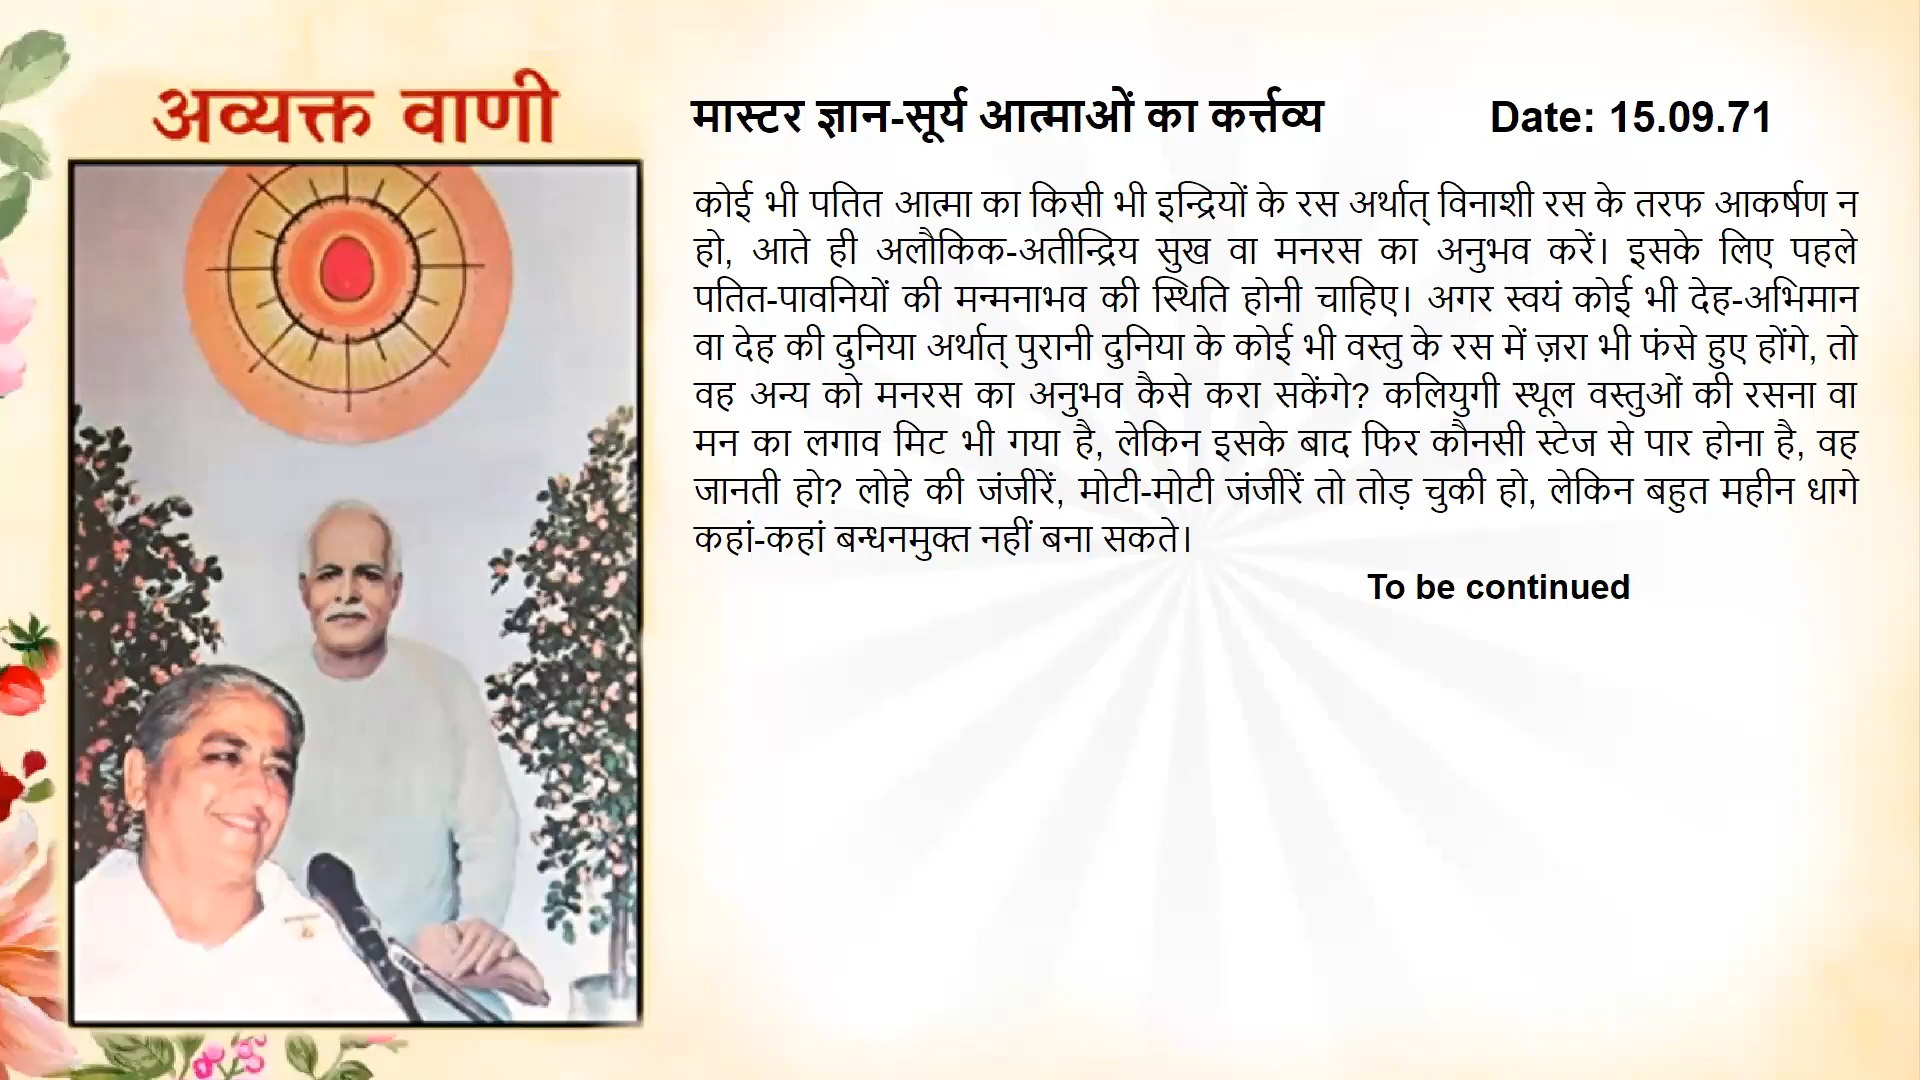 अव्यक्त वाणी
मास्टर ज्ञान-सूर्य आत्माओं का कर्त्तव्य Date: 15.09.71
कोई भी पतित आत्मा का किसी भी इन्द्रियों के रस अर्थात् विनाशी रस के तरफ आकर्षण न
हो, आते ही अलौकिक-अतीन्द्रिय सुख वा मनरस का अनुभव करें। इसके लिए पहले
पतित-पावनियों की मन्मनाभव की स्थिति होनी चाहिए। अगर स्वयं कोई भी देह-अभिमान
वा देह की दुनिया अर्थात् पुरानी दुनिया के कोई भी वस्तु के रस में ज़रा भी फंसे हुए होंगे, तो
वह अन्य को मनरस का अनुभव कैसे करा सकेंगे? कलियुगी स्थूल वस्तुओं की रसना वा
मन का लगाव मिट भी गया है, लेकिन इसके बाद फिर कौनसी स्टेज से पार होना है, वह
जानती हो? लोहे की जंजीरें, मोटी-मोटी जंजीरें तो तोड़ चुकी हो, लेकिन बहुत महीन धागे
कहां-कहां बन्धनमुक्त नहीं बना सकते।
To be continued